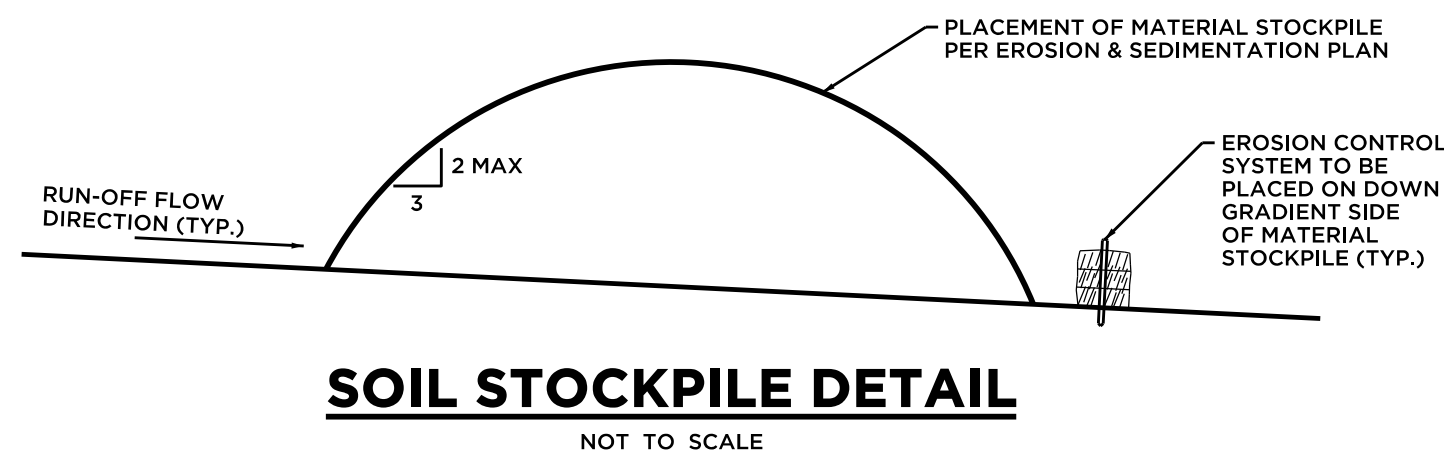 PLACEMENT OF MATERIAL STOCKPILE
PER EROSION & SEDIMENTATION PLAN
EROSION CONTROL
SYSTEM TO BE
PLACED ON DOWN
GRADIENT SIDE
OF MATERIAL
STOCKPILE (TYP.)
2 MAX
3
RUN-OFF FLOW
DIRECTION (TYP.)
SOIL STOCKPILE DETAIL
NOT TO SCALE